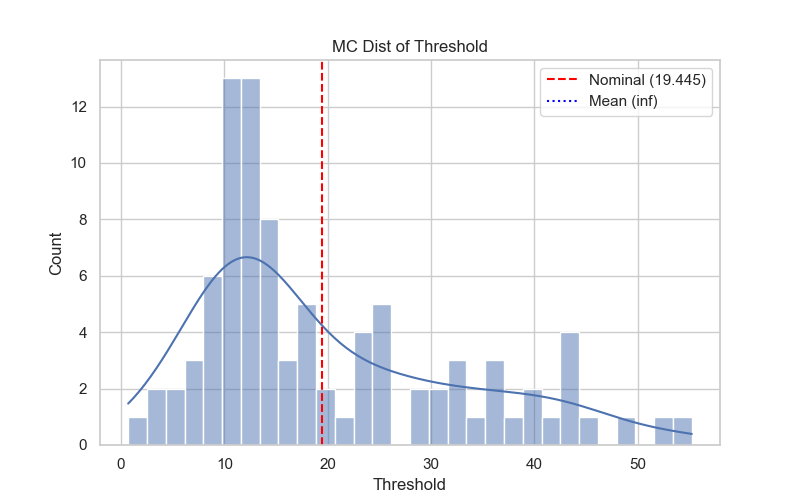 MC Dist of Threshold
Nominal (19.445)
Mean (inf)
12
10
8
6
4
2
0
Count
0 10 20 30 40 50
Threshold